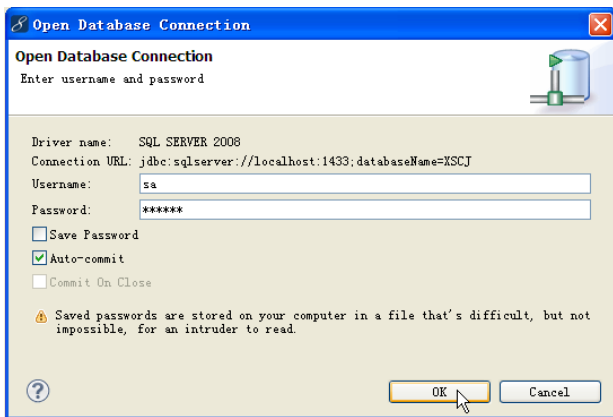 Open Database Connection
Open Database Connection
Enter username and password
Driver name: SQL SERVER 2008
Connection URL: jdbc:sqlserver://localhost:1433;databaseName=XSCJ
Username: sa
Password: ******
Save Password
Auto-commit
Commit On Close
Saved passwords are stored on your computer in a file that's difficult, but not
impossible, for an intruder to read.
? OK Cancel